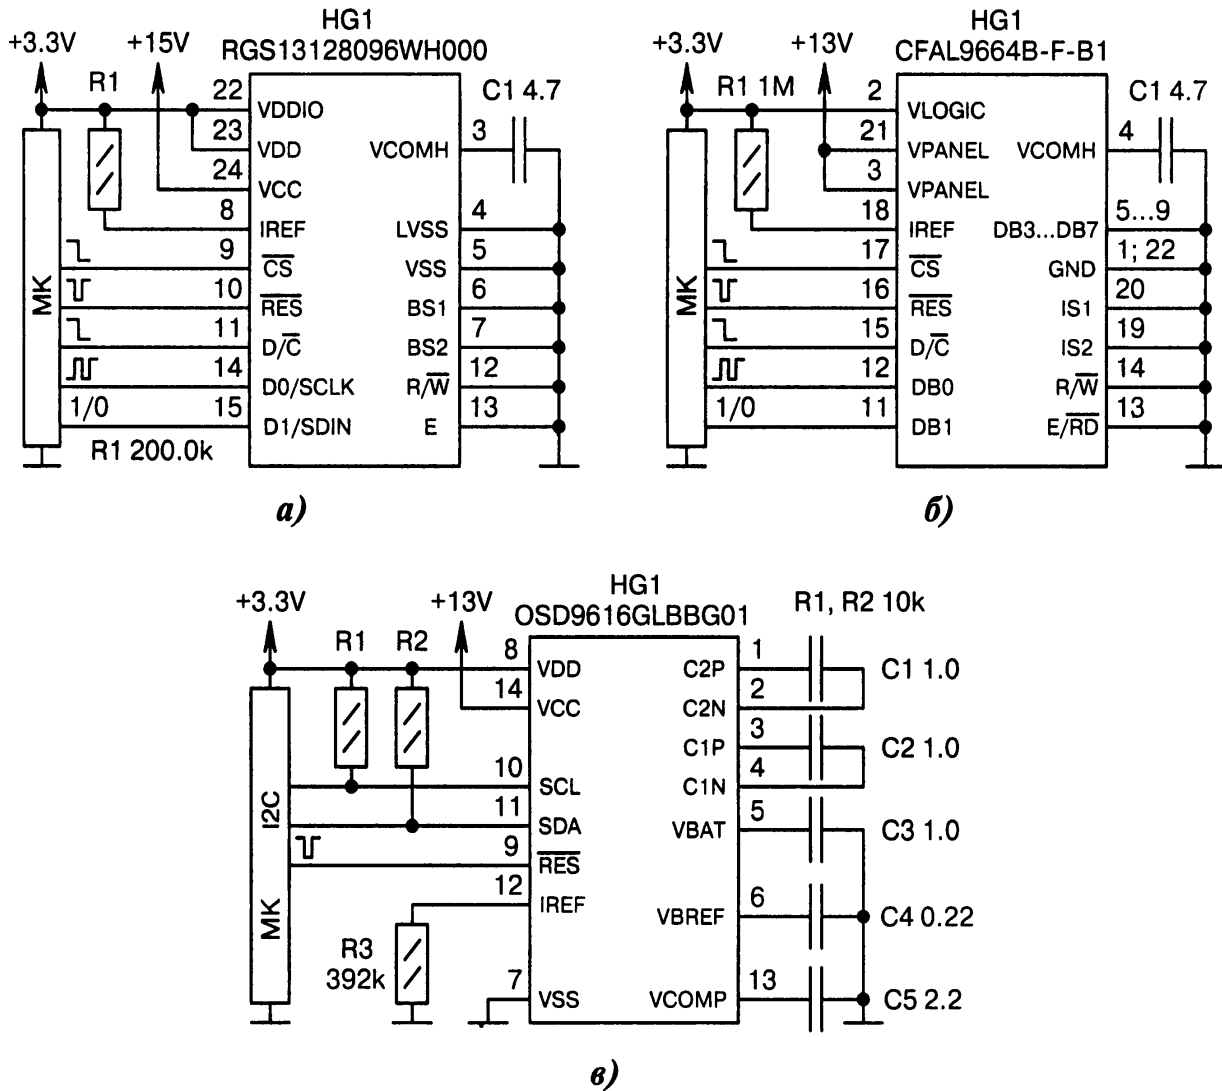 HG1
RGS13128096WH000
+3.3V
+15V
R1
22 VDDIO
23 VDD
24 VCC
8 IREF
9 CS
10 RES
11 D/C
14 D0/SCLK
1/0 15 D1/SDIN
MK
R1 200.0k
C1 4.7
VCOMH 3
LVSS 4
VSS 5
BS1 6
BS2 7
R/W 12
E 13
а)
HG1
CFAL9664B-F-B1
+3.3V
+13V
R1 1M
2 VLOGIC
21 VPANEL
3 VPANEL
18 IREF
17 CS
16 RES
15 D/C
12 DB0
1/0 11 DB1
MK
C1 4.7
VCOMH 4
DB3...DB7 5...9
GND 1; 22
IS1 20
IS2 19
R/W 14
E/RD 13
б)
HG1
OSD9616GLBBG01
+3.3V
+13V
R1, R2 10k
R1 R2
8 VDD
14 VCC
10 SCL
11 SDA
9 RES
12 IREF
7 VSS
MK I2C
R3
392k
C2P 1
C2N 2
C1P 3
C1N 4
VBAT 5
VBREF 6
VCOMP 13
C1 1.0
C2 1.0
C3 1.0
C4 0.22
C5 2.2
в)